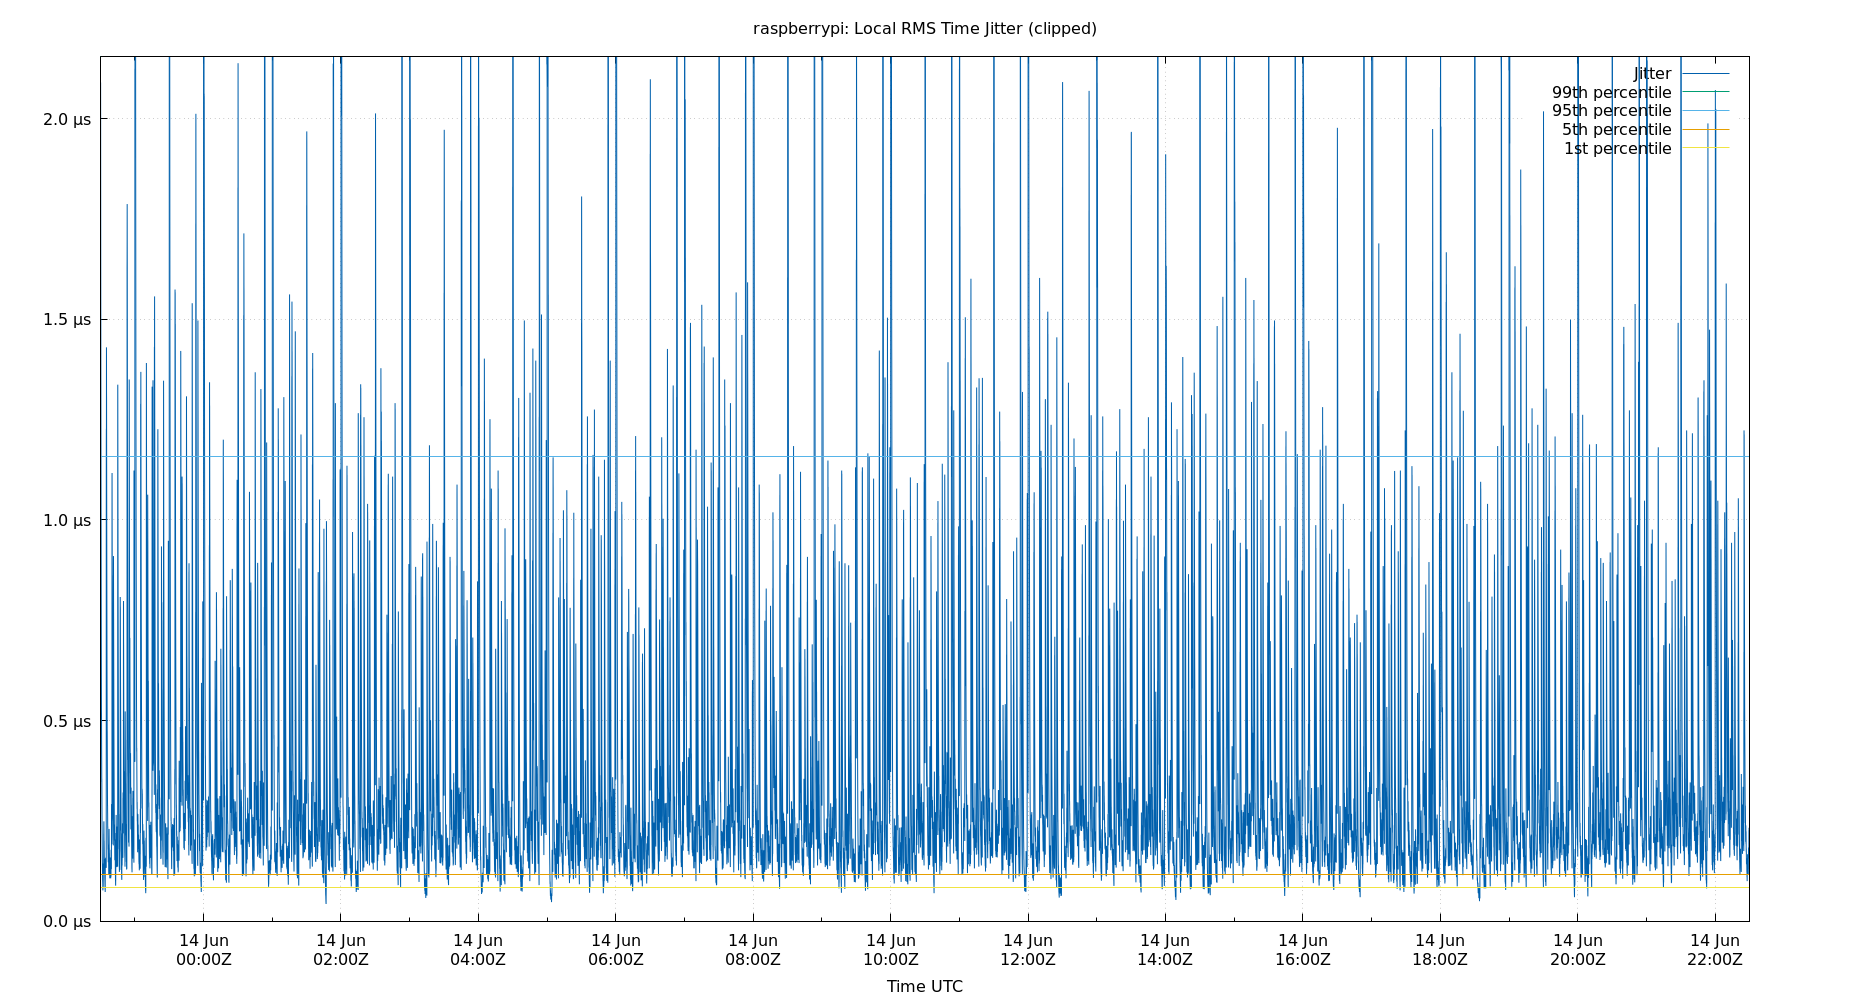 raspberrypi: Local RMS Time Jitter (clipped)
Jitter
99th percentile
95th percentile
5th percentile
1st percentile
2.0 µs
1.5 µs
1.0 µs
0.5 µs
0.0 µs
14 Jun 14 Jun 14 Jun 14 Jun 14 Jun 14 Jun 14 Jun 14 Jun 14 Jun 14 Jun 14 Jun 14 Jun
00:00Z 02:00Z 04:00Z 06:00Z 08:00Z 10:00Z 12:00Z 14:00Z 16:00Z 18:00Z 20:00Z 22:00Z
Time UTC